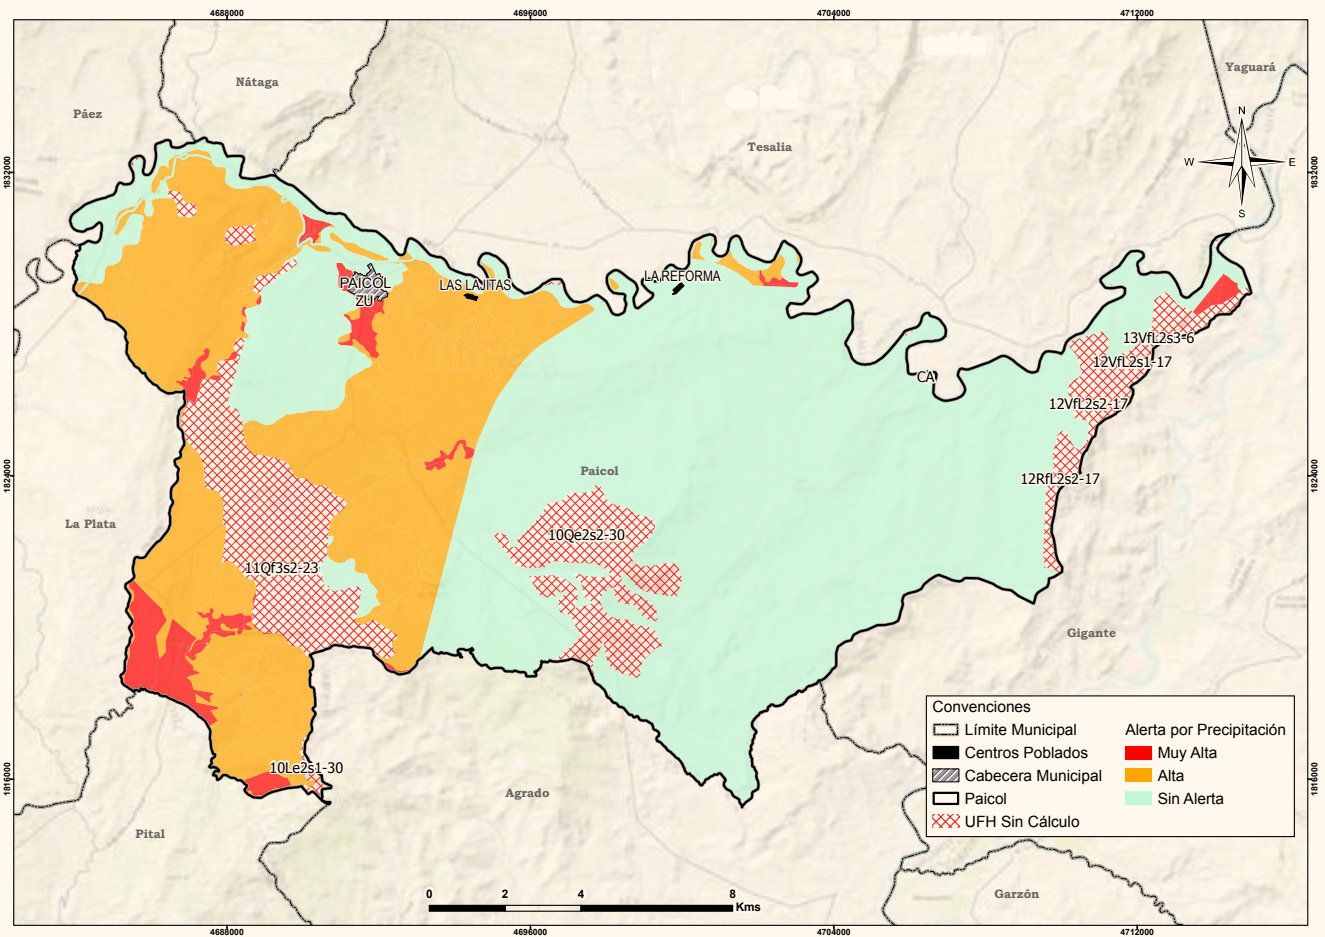 4688000
4696000
4704000
4712000
Yaguará
Nátaga
Páez
N
Tesalia
W
E
1832000
1832000
S
LA REFORMA
PAICOL
LAS LAJITAS
ZU
13VfL2s3-6
12VfL2s1-17
CA
12VfL2s2-17
Paicol
1824000
1824000
12RfL2s2-17
La Plata
10Qe2s2-30
11Qf3s2-23
Gigante
Convenciones
Límite Municipal
Centros Poblados
Cabecera Municipal
Paicol
UFH Sin Cálculo
Alerta por Precipitación
Muy Alta
Alta
Sin Alerta
10Le2s1-30
1816000
1816000
Agrado
Pital
Garzón
0
2
4
8
Kms
4688000
4696000
4704000
4712000